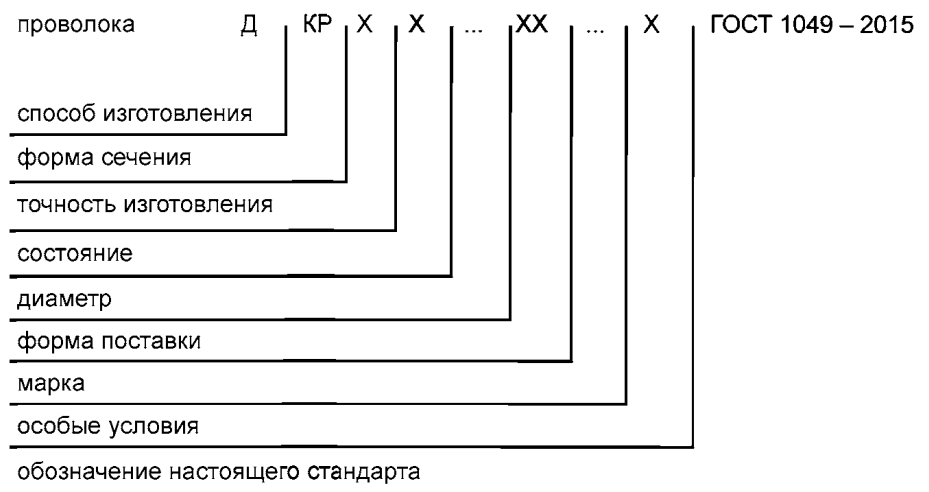 проволока Д КР Х Х ... ХХ ... Х ГОСТ 1049 – 2015
способ изготовления
форма сечения
точность изготовления
состояние
диаметр
форма поставки
марка
особые условия
обозначение настоящего стандарта